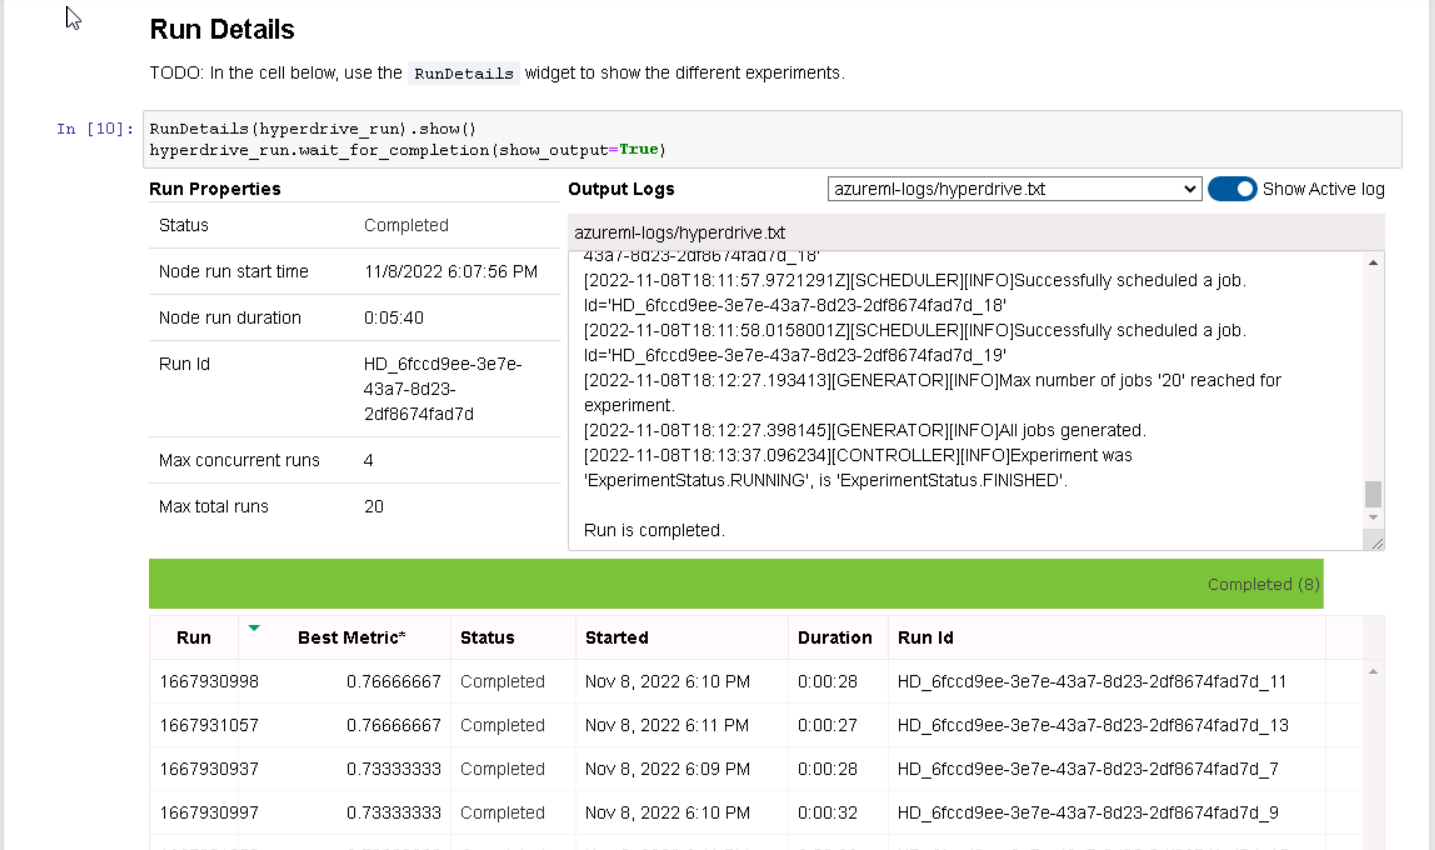 Run Details
TODO: In the cell below, use the RunDetails widget to show the different experiments.
In [10]:
RunDetails(hyperdrive_run).show()
hyperdrive_run.wait_for_completion(show_output=True)
Run Properties
Status Completed
Node run start time 11/8/2022 6:07:56 PM
Node run duration 0:05:40
Run Id HD_6fccd9ee-3e7e-
43a7-8d23-
2df8674fad7d
Max concurrent runs 4
Max total runs 20
Output Logs azureml-logs/hyperdrive.txt Show Active log
azureml-logs/hyperdrive.txt
43a7-8d23-2df8674fad7d_18'
[2022-11-08T18:11:57.9721291Z][SCHEDULER][INFO]Successfully scheduled a job.
Id='HD_6fccd9ee-3e7e-43a7-8d23-2df8674fad7d_18'
[2022-11-08T18:11:58.0158001Z][SCHEDULER][INFO]Successfully scheduled a job.
Id='HD_6fccd9ee-3e7e-43a7-8d23-2df8674fad7d_19'
[2022-11-08T18:12:27.193413][GENERATOR][INFO]Max number of jobs '20' reached for
experiment.
[2022-11-08T18:12:27.398145][GENERATOR][INFO]All jobs generated.
[2022-11-08T18:13:37.096234][CONTROLLER][INFO]Experiment was
'ExperimentStatus.RUNNING', is 'ExperimentStatus.FINISHED'.
Run is completed.
Completed (8)
Run Best Metric* Status Started Duration Run Id
1667930998 0.76666667 Completed Nov 8, 2022 6:10 PM 0:00:28 HD_6fccd9ee-3e7e-43a7-8d23-2df8674fad7d_11
1667931057 0.76666667 Completed Nov 8, 2022 6:11 PM 0:00:27 HD_6fccd9ee-3e7e-43a7-8d23-2df8674fad7d_13
1667930937 0.73333333 Completed Nov 8, 2022 6:09 PM 0:00:28 HD_6fccd9ee-3e7e-43a7-8d23-2df8674fad7d_7
1667930997 0.73333333 Completed Nov 8, 2022 6:10 PM 0:00:32 HD_6fccd9ee-3e7e-43a7-8d23-2df8674fad7d_9